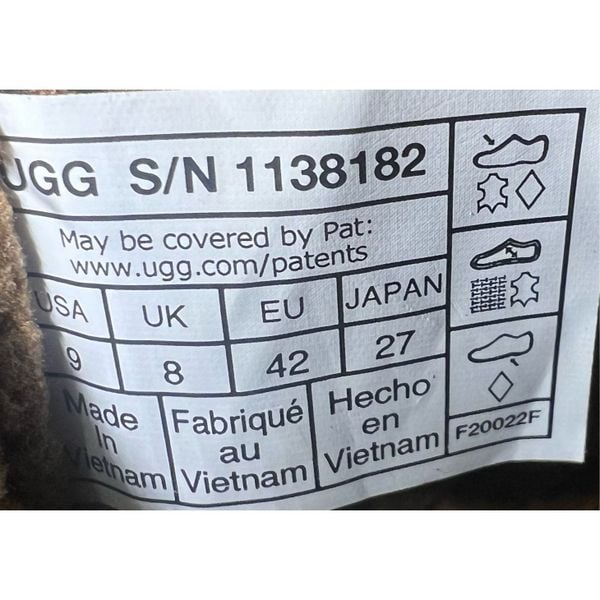 UGG S/N 1138182
May be covered by Pat:
www.ugg.com/patents
USA UK EU JAPAN
9 8 42 27
Made
In
Vietnam
Fabriqué
au
Vietnam
Hecho
en
Vietnam
F20022F